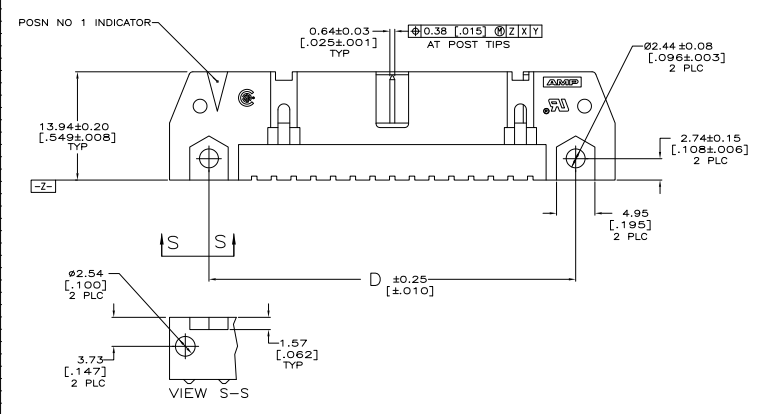 POSN NO 1 INDICATOR
0.64±0.03
[.025±.001]
TYP
⌖ 0.38 [.015] Ⓜ Z X Y
AT POST TIPS
ø2.44±0.08
[.096±.003]
2 PLC
AMP
13.94±0.20
[.549±.008]
TYP
2.74±0.15
[.108±.006]
2 PLC
-Z-
4.95
[.195]
2 PLC
S S
D ±0.25
[±.010]
ø2.54
[.100]
2 PLC
1.57
[.062]
TYP
3.73
[.147]
2 PLC
VIEW S-S